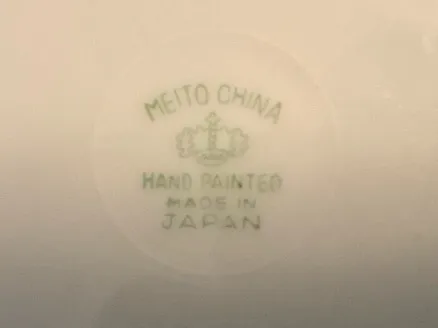 MEITO CHINA
HAND PAINTED
MADE IN
JAPAN